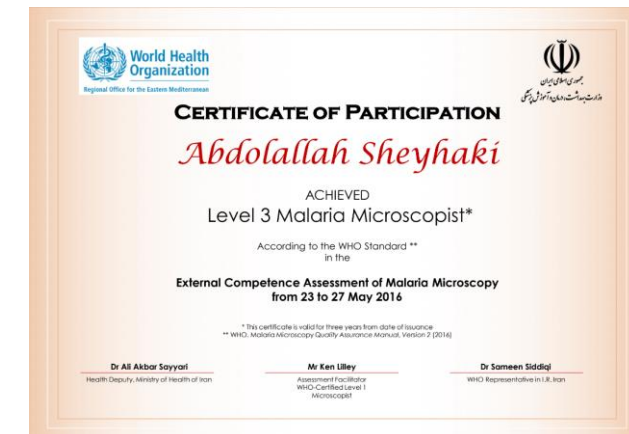 World Health
Organization
Regional Office for the Eastern Mediterranean
جمهوری اسلامی ایران
وزارت بهداشت، درمان و آموزش پزشکی
CERTIFICATE OF PARTICIPATION
Abdolallah Sheyhaki
ACHIEVED
Level 3 Malaria Microscopist*
According to the WHO Standard **
in the
External Competence Assessment of Malaria Microscopy
from 23 to 27 May 2016
* This certificate is valid for three years from date of issuance
** WHO. Malaria Microscopy Quality Assurance Manual, Version 2 (2016)
Dr Ali Akbar Sayyari
Health Deputy, Ministry of Health of Iran
Mr Ken Lilley
Assessment Facilitator
WHO-Certified Level 1
Microscopist
Dr Sameen Siddiqi
WHO Representative in I.R. Iran